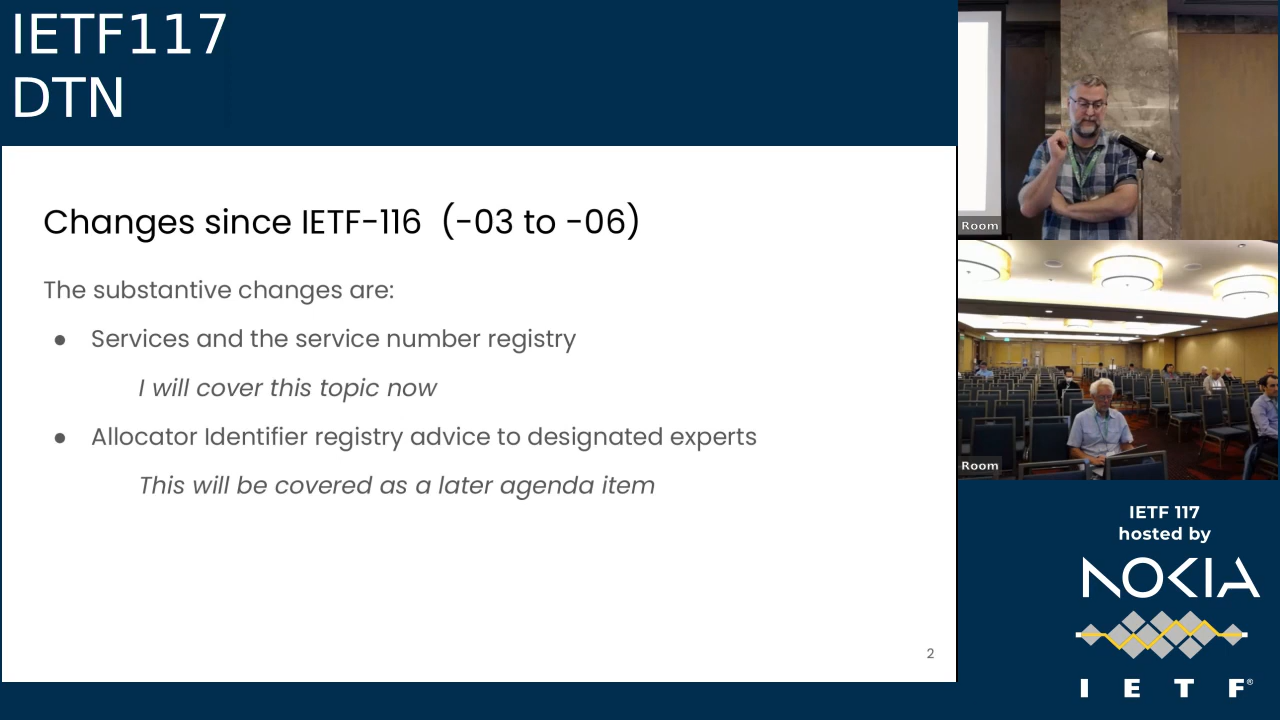 IETF117
DTN
Changes since IETF-116 (-03 to -06)
The substantive changes are:
● Services and the service number registry
I will cover this topic now
● Allocator Identifier registry advice to designated experts
This will be covered as a later agenda item
2
Room
Room
IETF 117
hosted by
NOKIA
I E T F®